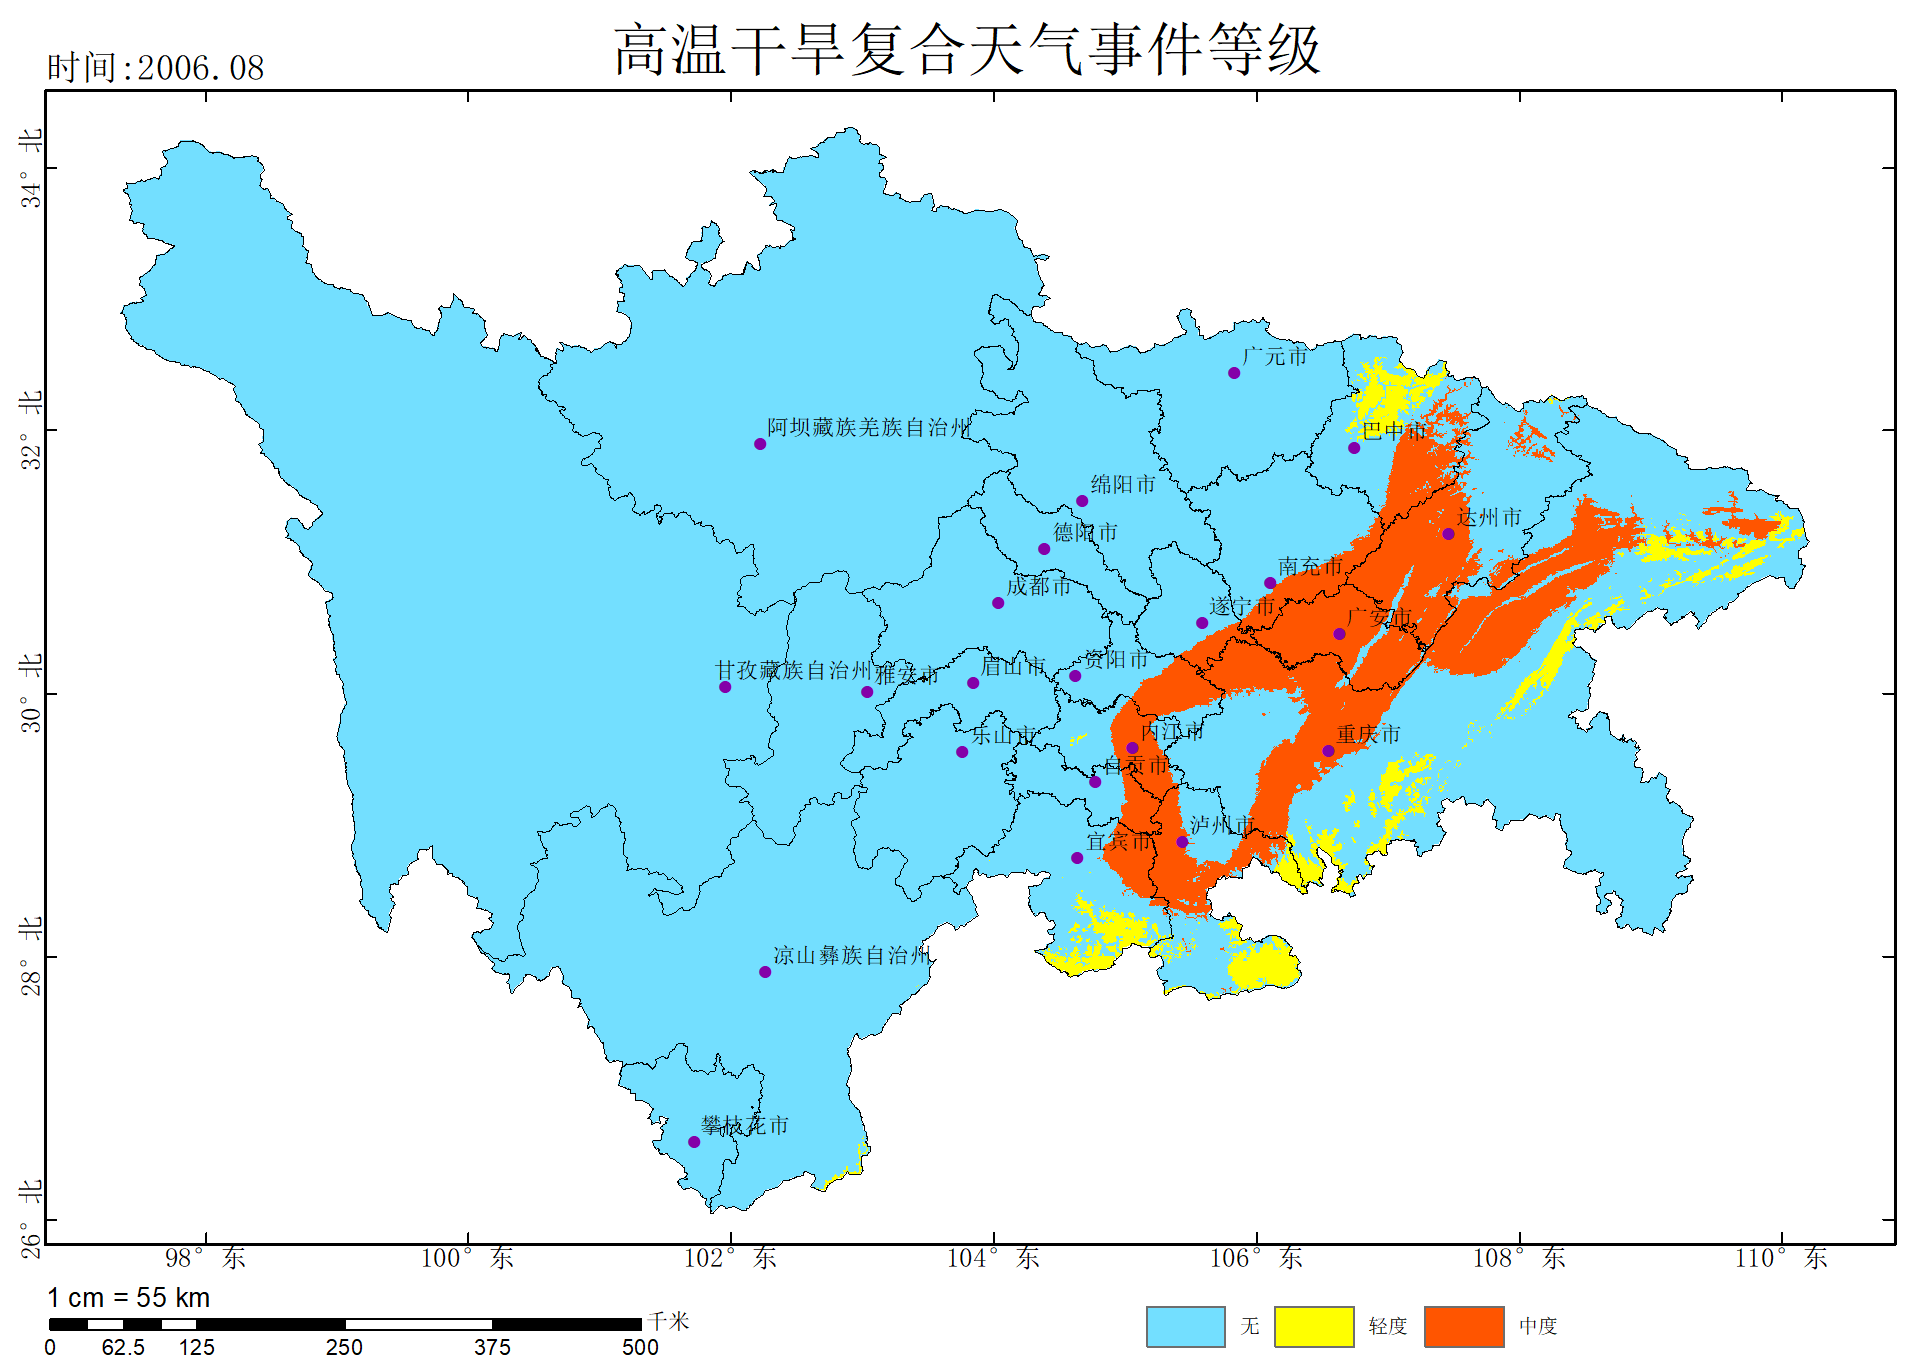 高温干旱复合天气事件等级
时间:2006.08
34° 北
32° 北
30° 北
28° 北
26° 北
广元市
阿坝藏族羌族自治州
巴中市
绵阳市
达州市
德阳市
南充市
成都市
遂宁市
广安市
资阳市
眉山市
甘孜藏族自治州
雅安市
乐山市
内江市
重庆市
自贡市
泸州市
宜宾市
凉山彝族自治州
攀枝花市
98° 东
100° 东
102° 东
104° 东
106° 东
108° 东
110° 东
1 cm = 55 km
千米
0 62.5 125 250 375 500
无
轻度
中度